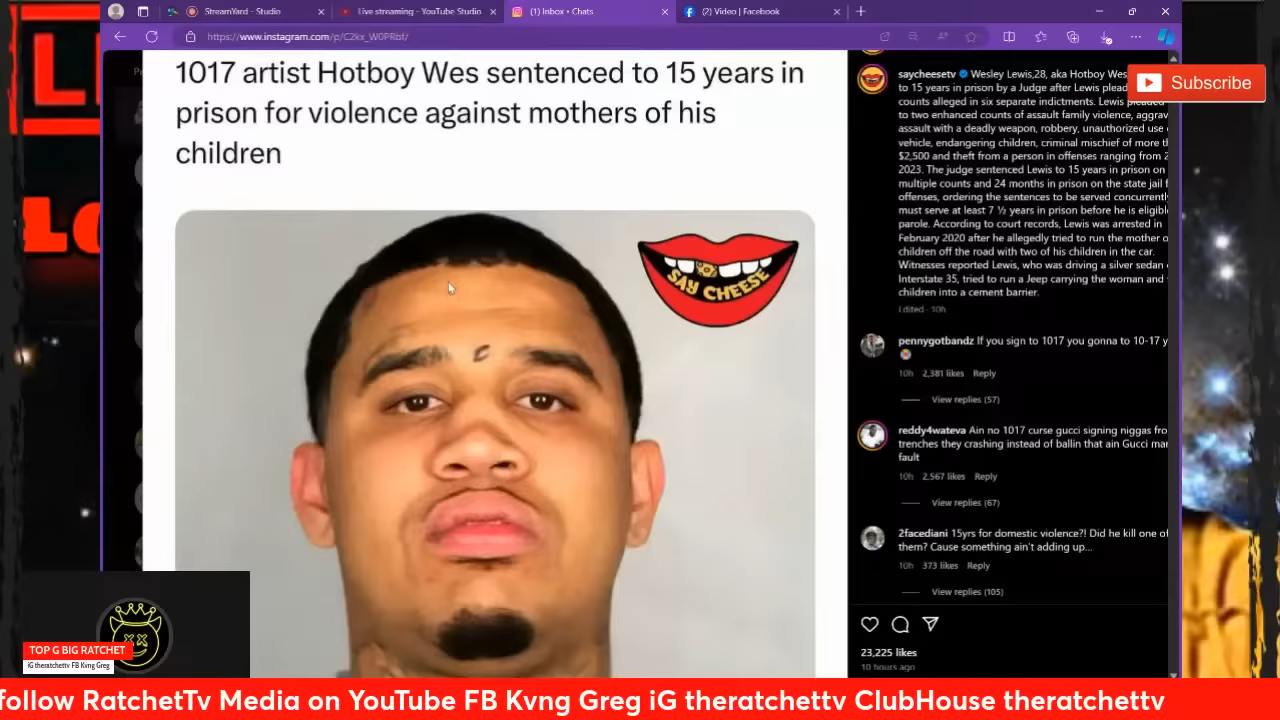 StreamYard - Studio
Live streaming - YouTube Studio
(1) Inbox • Chats
(2) Video | Facebook
https://www.instagram.com/p/C2kx_W0PRbf/
1017 artist Hotboy Wes sentenced to 15 years in
prison for violence against mothers of his
children
SAY CHEESE
saycheesetv Wesley Lewis,28, aka Hotboy Wes
to 15 years in prison by a Judge after Lewis plead
counts alleged in six separate indictments. Lewis pleaded
to two enhanced counts of assault family violence, aggrav
assault with a deadly weapon, robbery, unauthorized use
vehicle, endangering children, criminal mischief of more t
$2,500 and theft from a person in offenses ranging from 2
2023. The judge sentenced Lewis to 15 years in prison on
multiple counts and 24 months in prison on the state jail f
offenses, ordering the sentences to be served concurrently
must serve at least 7 ½ years in prison before he is eligible
parole. According to court records, Lewis was arrested in
February 2020 after he allegedly tried to run the mother o
children off the road with two of his children in the car.
Witnesses reported Lewis, who was driving a silver sedan
Interstate 35, tried to run a Jeep carrying the woman and
children into a cement barrier.
Edited · 10h
Subscribe
pennygotbandz If you sign to 1017 you gonna to 10-17 y
10h 2,381 likes Reply
View replies (57)
reddy4wateva Ain no 1017 curse gucci signing niggas fro
trenches they crashing instead of ballin that ain Gucci man
fault
10h 2,567 likes Reply
View replies (67)
2facediani 15yrs for domestic violence?! Did he kill one of
them? Cause something ain't adding up...
10h 373 likes Reply
View replies (105)
23,225 likes
10 hours ago
TOP G BIG RATCHET
iG theratchettv FB Kvng Greg
follow RatchetTv Media on YouTube FB Kvng Greg iG theratchettv ClubHouse theratchettv